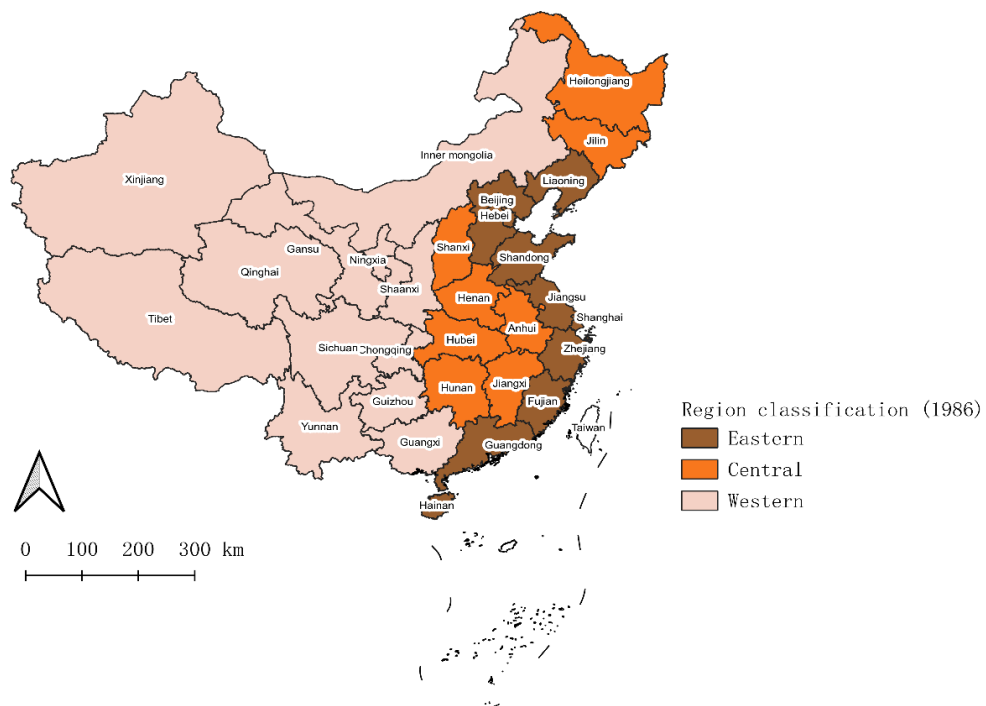 Heilongjiang
Jilin
Inner mongolia
Xinjiang
Liaoning
Beijing
Hebei
Shanxi
Gansu
Ningxia
Shandong
Qinghai
Shaanxi
Henan
Jiangsu
Tibet
Shanghai
Anhui
Hubei
Sichuan
Chongqing
Zhejiang
Jiangxi
Hunan
Guizhou
Fujian
Yunnan
Taiwan
Guangxi
Guangdong
Hainan
Region classification (1986)
Eastern
Central
Western
0 100 200 300 km